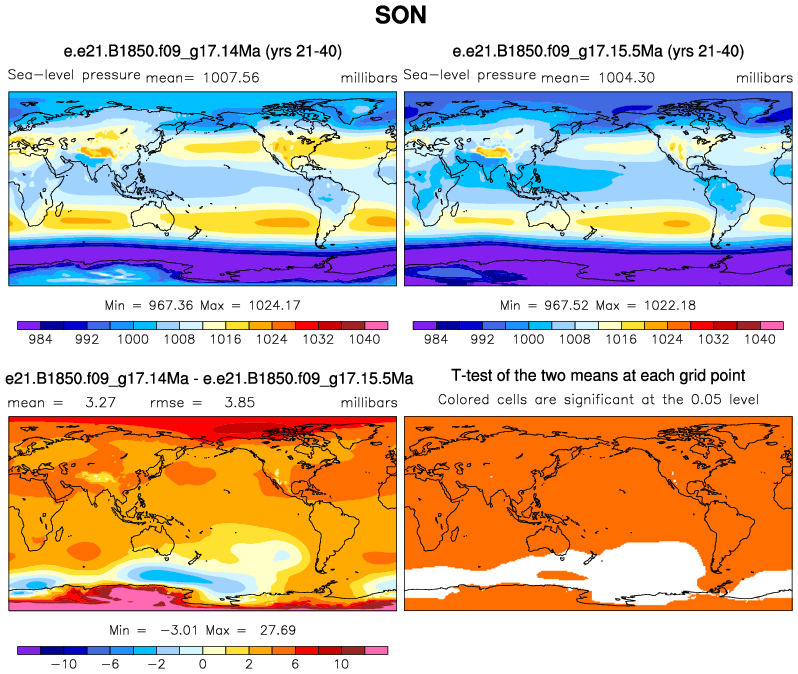 SON
e.e21.B1850.f09_g17.14Ma (yrs 21-40)
Sea-level pressure mean= 1007.56 millibars
Min = 967.36 Max = 1024.17
984 992 1000 1008 1016 1024 1032 1040
e.e21.B1850.f09_g17.15.5Ma (yrs 21-40)
Sea-level pressure mean= 1004.30 millibars
Min = 967.52 Max = 1022.18
984 992 1000 1008 1016 1024 1032 1040
e21.B1850.f09_g17.14Ma - e.e21.B1850.f09_g17.15.5Ma
mean = 3.27 rmse = 3.85 millibars
Min = -3.01 Max = 27.69
-10 -6 -2 0 2 6 10
T-test of the two means at each grid point
Colored cells are significant at the 0.05 level